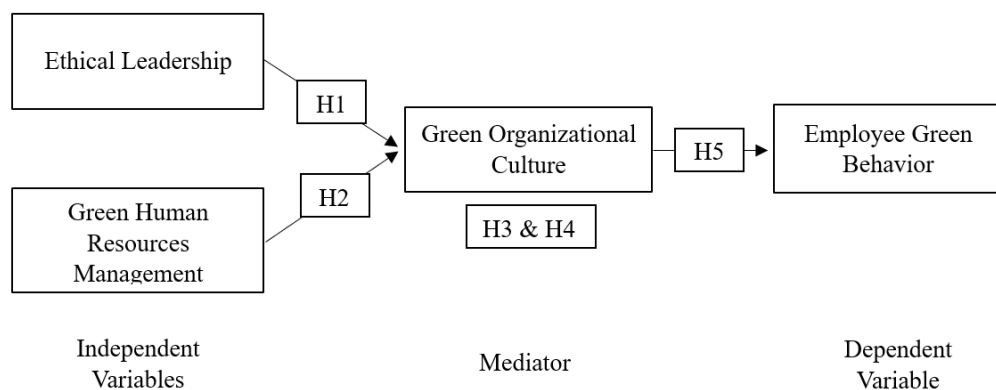 Ethical Leadership
H1
Green Organizational
Culture
H5
Employee Green
Behavior
H2
Green Human
Resources
Management
H3 & H4
Independent
Variables
Mediator
Dependent
Variable